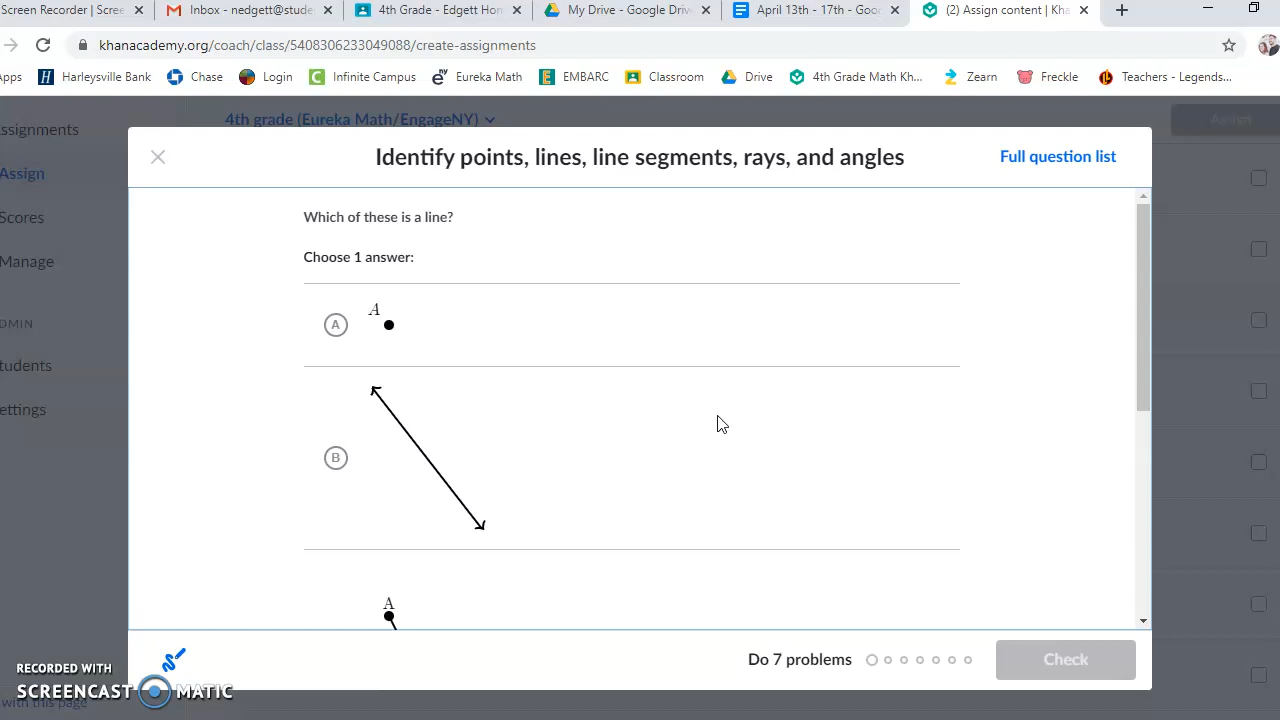 Screen Recorder | Scree
Inbox - nedgett@stude
4th Grade - Edgett Hon
My Drive - Google Driv
April 13th - 17th - Goo
(2) Assign content | Kha
khanacademy.org/coach/class/5408306233049088/create-assignments
pps
Harleysville Bank
Chase
Login
Infinite Campus
Eureka Math
EMBARC
Classroom
Drive
4th Grade Math Kh...
Zearn
Freckle
Teachers - Legends...
ssignments
4th grade (Eureka Math/EngageNY)
Assign
Identify points, lines, line segments, rays, and angles
Full question list
Assign
Scores
Manage
DMIN
tudents
ettings
Which of these is a line?
Choose 1 answer:
A
A
B
A
Do 7 problems
Check
RECORDED WITH
SCREENCAST MATIC
with this page